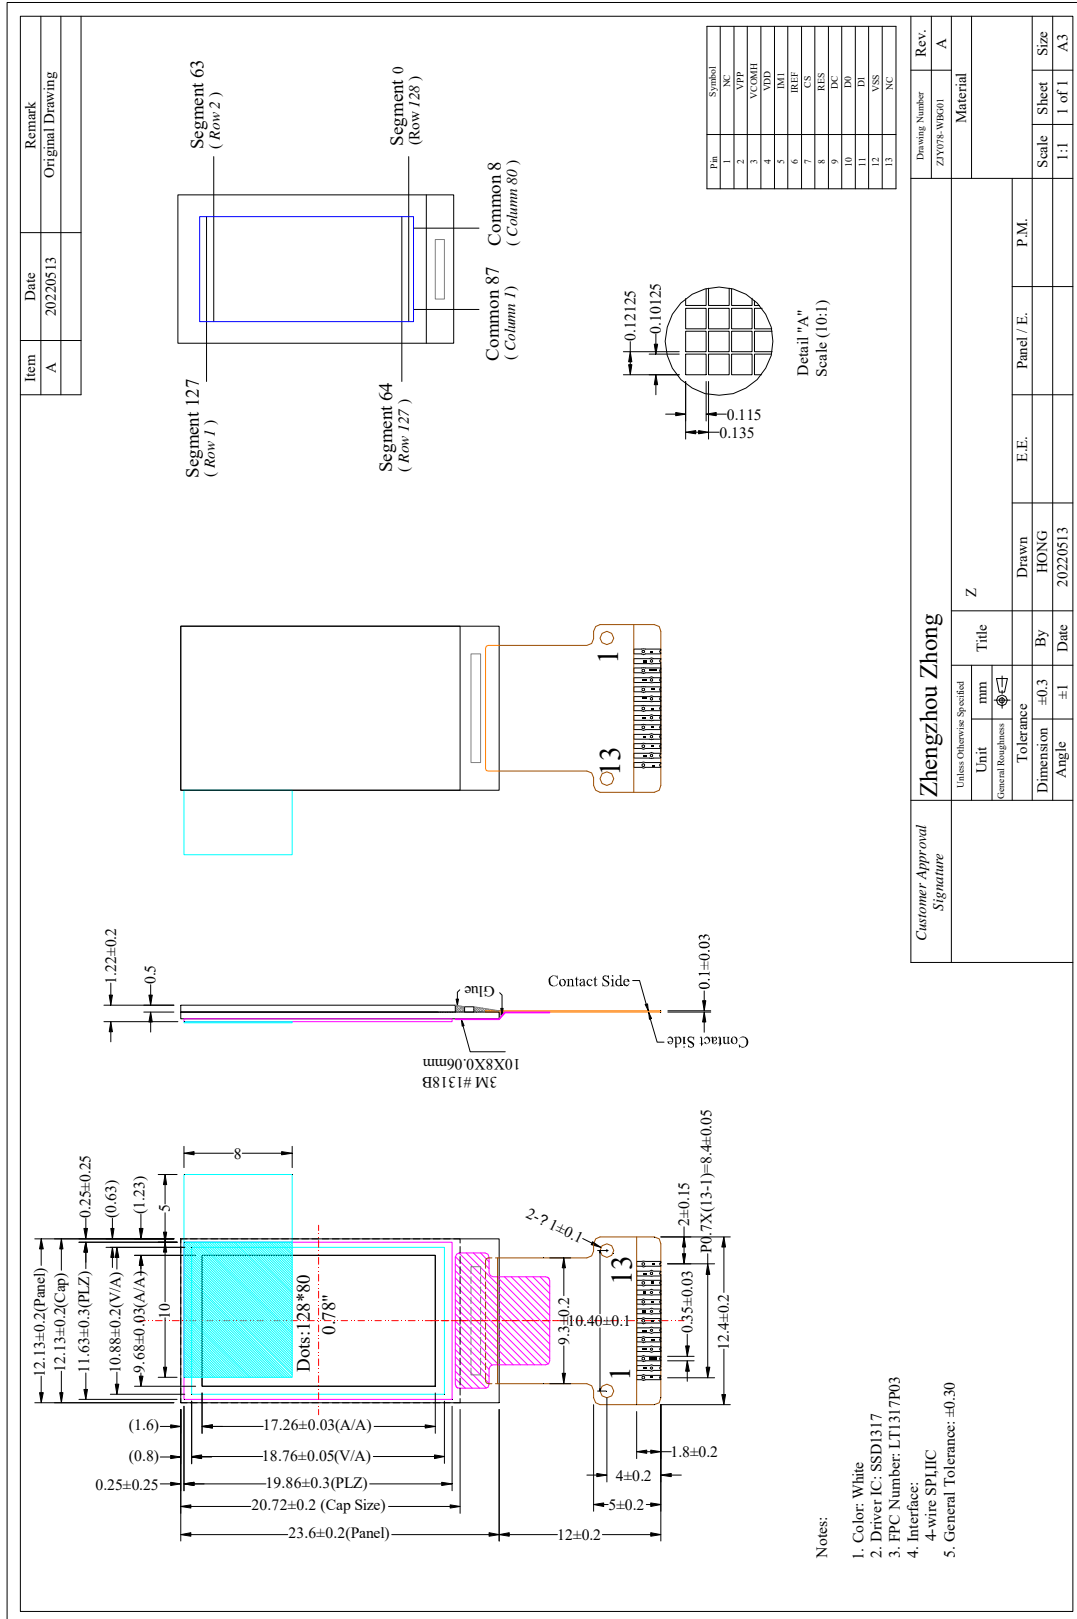 Item Date Remark
A 20220513 Original Drawing
Segment 127
( Row 1 )
Segment 63
( Row 2 )
Segment 64
( Row 127 )
Segment 0
(Row 128 )
Common 87
( Column 1 )
Common 8
( Column 80 )
12.13±0.2(Panel)
12.13±0.2(Cap)
11.63±0.3(PLZ)
10.88±0.2(V/A)
9.68±0.03(A/A)
10
0.25±0.25
(0.63)
(1.23)
5
8
Dots:128*80
0.78"
(1.6)
17.26±0.03(A/A)
(0.8)
18.76±0.05(V/A)
0.25±0.25
19.86±0.3(PLZ)
20.72±0.2 (Cap Size)
23.6±0.2(Panel)
12±0.2
5±0.2
4±0.2
1.8±0.2
2-? 1±0.1
9.3±0.2
10.40±0.1
1
13
2±0.15
P0.7X(13-1)=8.4±0.05
0.35±0.03
12.4±0.2
1.22±0.2
0.5
Glue
3M #1318B
10X8X0.06mm
Contact Side
Contact Side
0.1±0.03
13
1
0.12125
0.10125
0.115
0.135
Detail "A"
Scale (10:1)
Pin Symbol
1 NC
2 VPP
3 VCOMH
4 VDD
5 IM1
6 IREF
7 CS
8 RES
9 DC
10 D0
11 D1
12 VSS
13 NC
Notes:
1. Color: White
2. Driver IC: SSD1317
3. FPC Number: LT1317P03
4. Interface:
4-wire SPI,IIC
5. General Tolerance: ±0.30
Customer Approval
Signature
Zhengzhou Zhong
Unless Otherwise Specified
Unit mm
General Roughness
Tolerance
Dimension ±0.3
Angle ±1
Title Z
By HONG
Date 20220513
Drawn E.E. Panel / E. P.M.
Drawing Number Rev.
ZJY078-WBG01 A
Material
Scale Sheet Size
1:1 1 of 1 A3